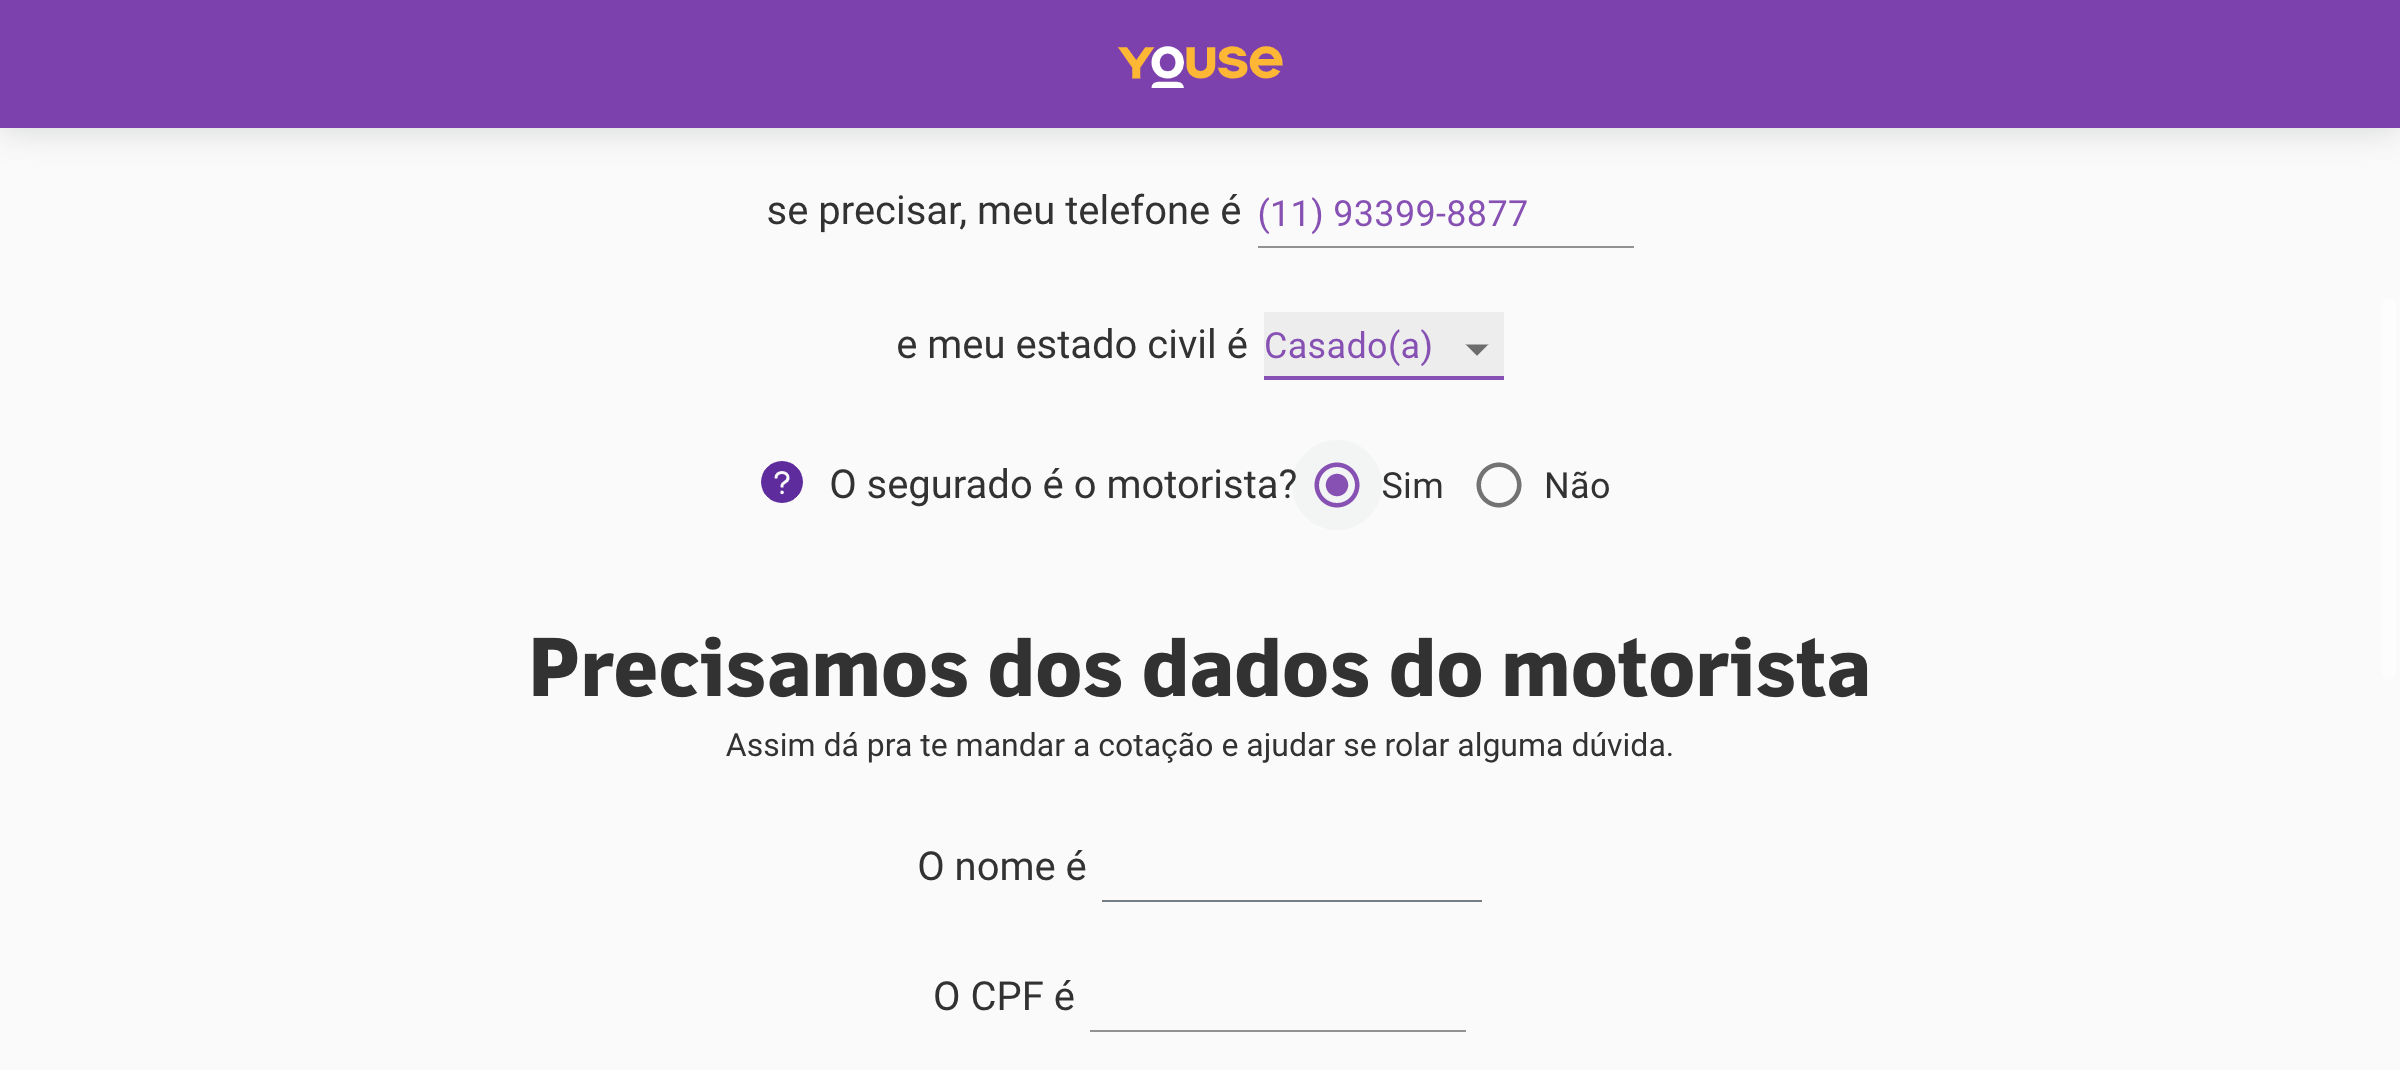 Youse
se precisar, meu telefone é (11) 93399-8877
e meu estado civil é Casado(a)
? O segurado é o motorista? Sim Não
Precisamos dos dados do motorista
Assim dá pra te mandar a cotação e ajudar se rolar alguma dúvida.
O nome é
O CPF é